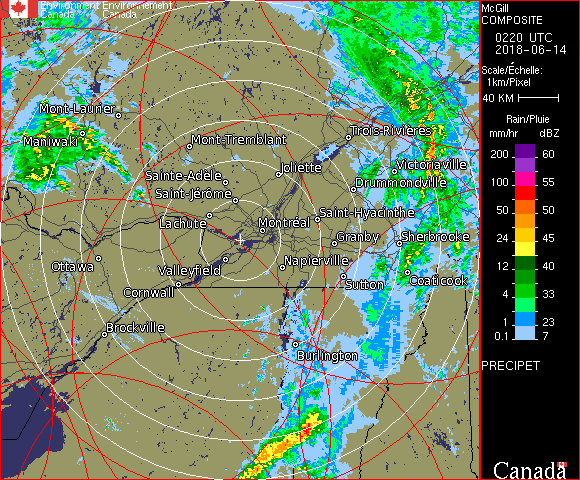 Environment Environnement
Canada Canada
McGill
COMPOSITE
0220 UTC
2018-06-14
Scale/Échelle:
1km/Pixel
40 KM
Rain/Pluie
mm/hr dBZ
200 60
100 55
50 50
24 45
12 40
4 33
1 23
0.1 7
PRECIPET
Canada
Mont-Laurier
Maniwaki
Mont-Tremblant
Trois-Rivières
Joliette
Victoriaville
Sainte-Adèle
Drummondville
Saint-Jérôme
Saint-Hyacinthe
Lachute
Montréal
Granby
Sherbrooke
Ottawa
Valleyfield
Napierville
Coaticook
Cornwall
Sutton
Brockville
Burlington